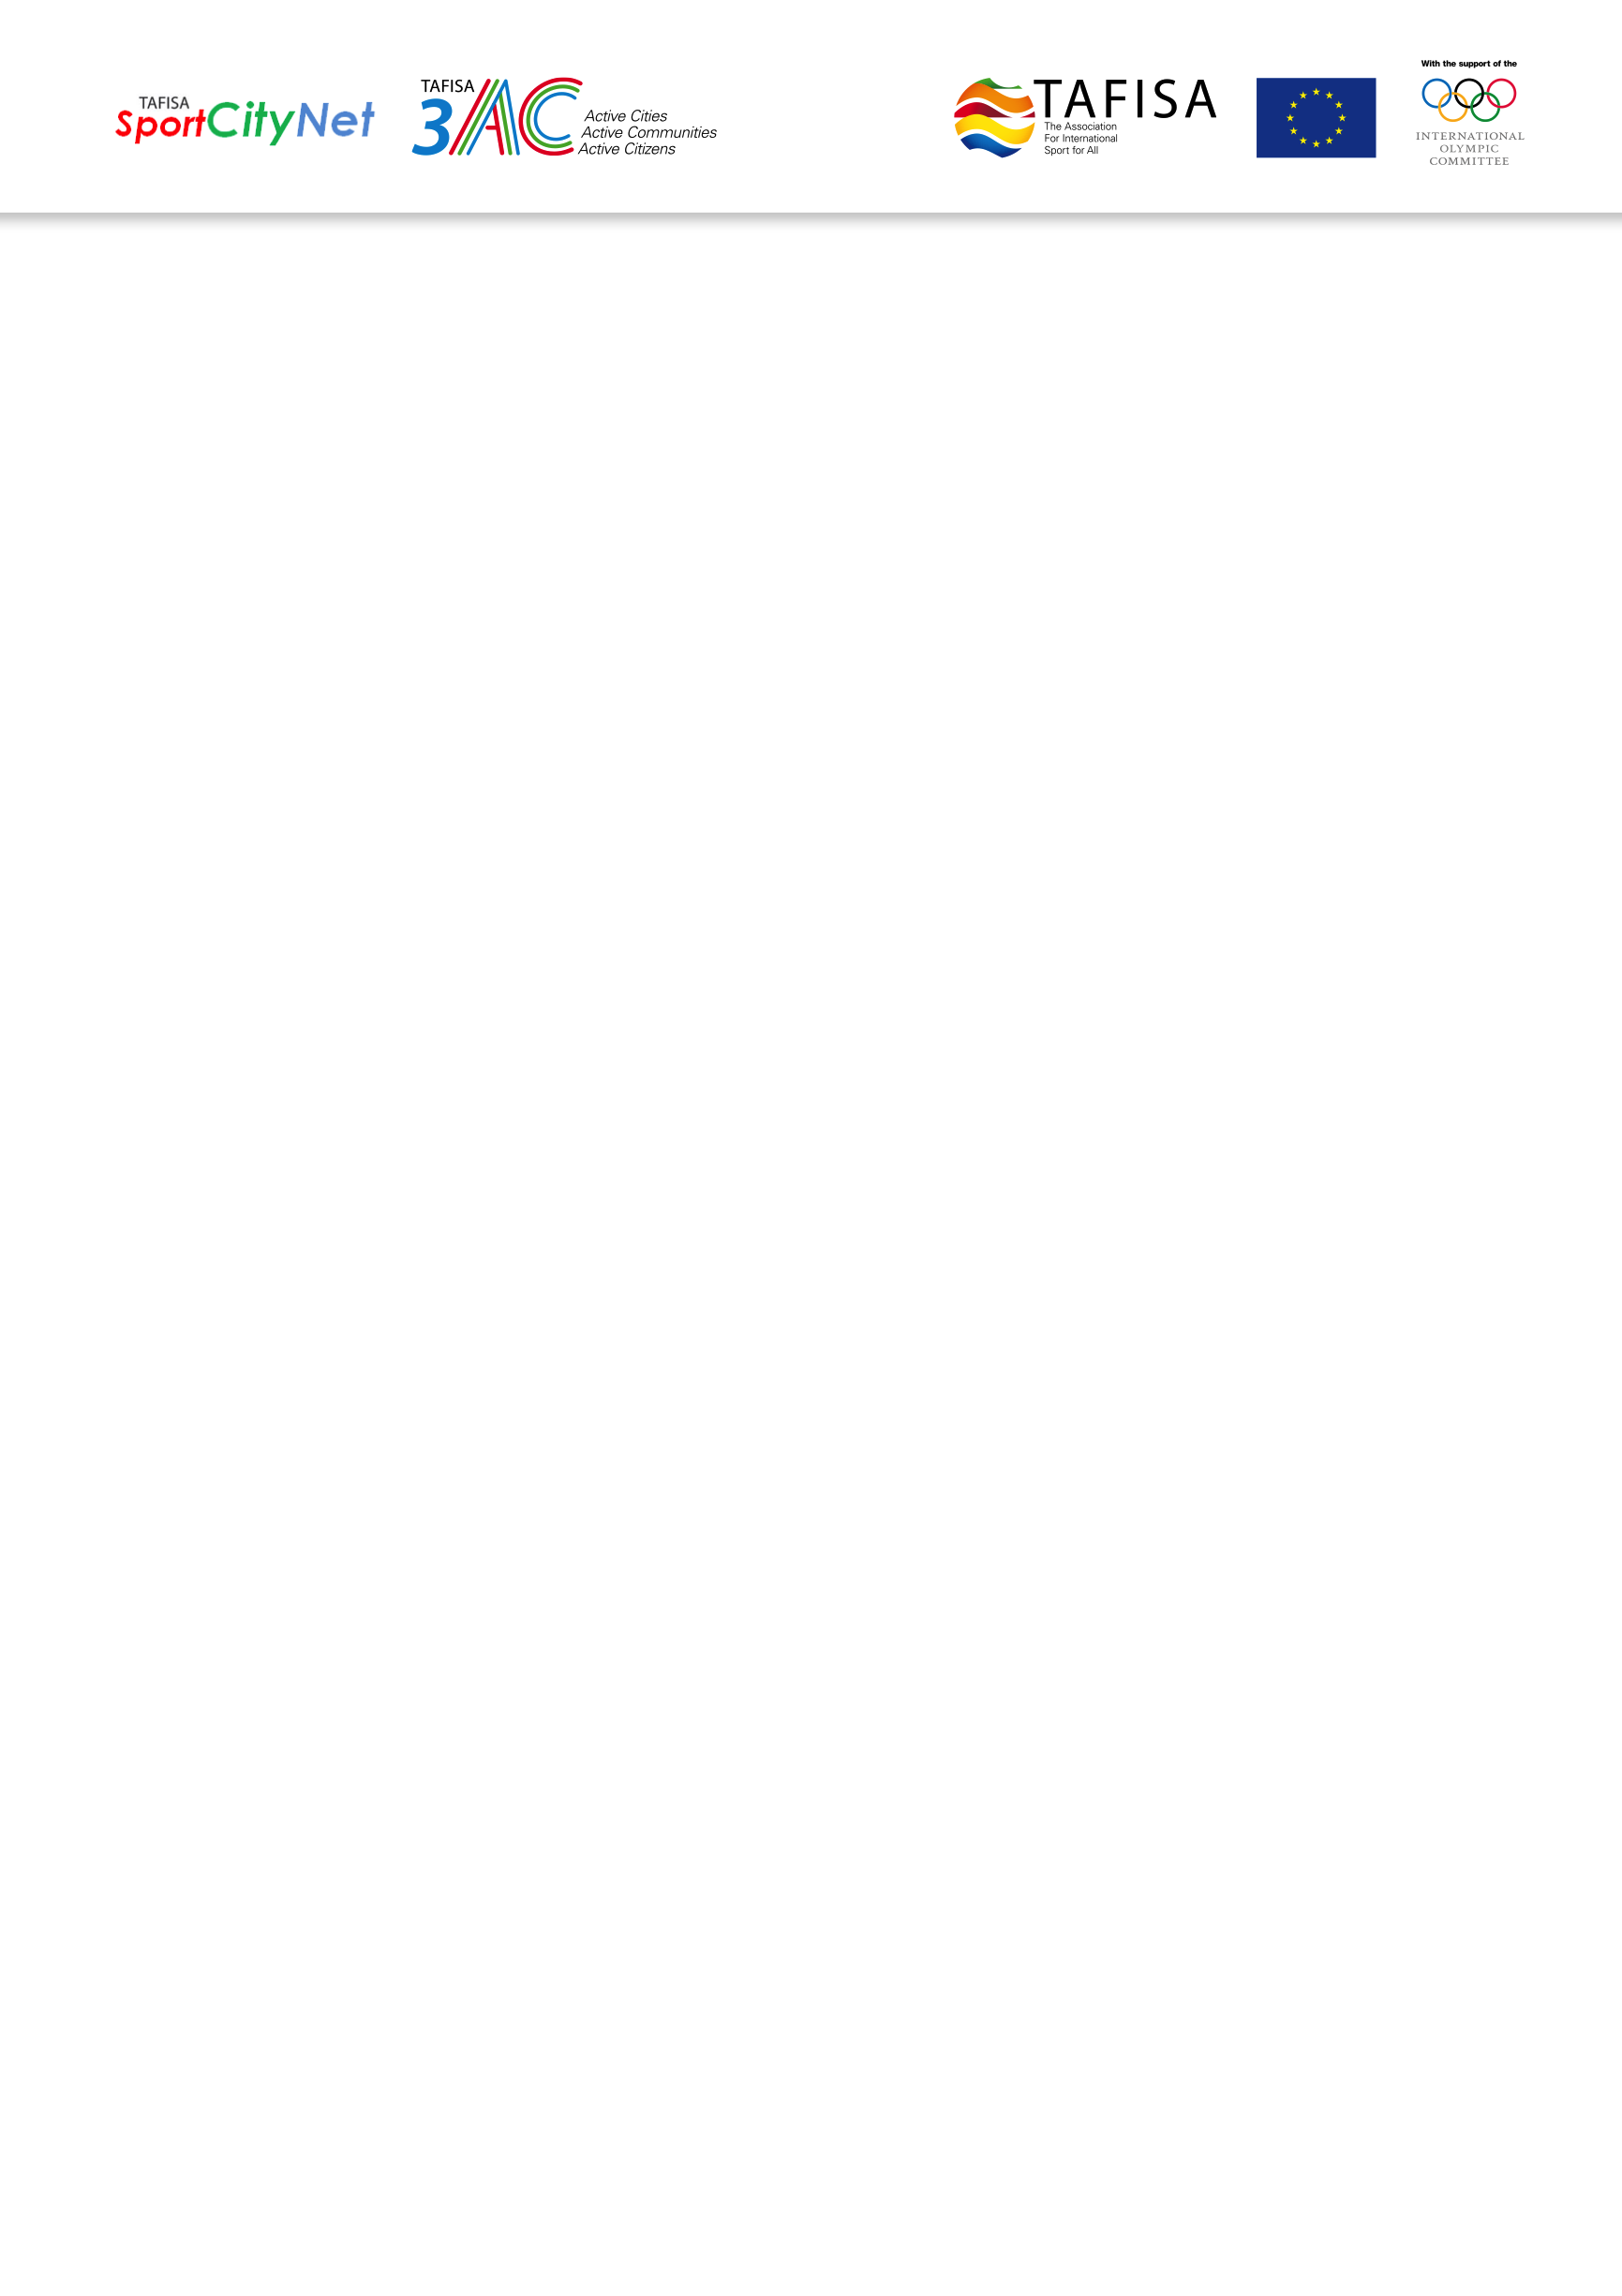 TAFISA
sportCityNet
TAFISA
3AC
Active Cities
Active Communities
Active Citizens
TAFISA
The Association
For International
Sport for All
With the support of the
INTERNATIONAL
OLYMPIC
COMMITTEE